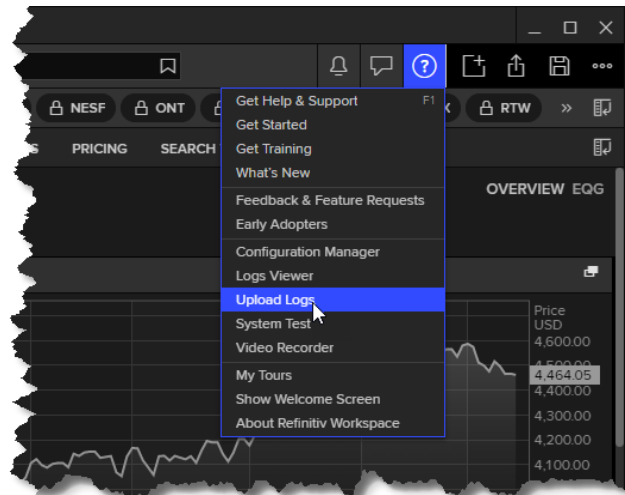 NESF
ONT
RTW
»
S PRICING SEARCH
Get Help & Support F1
Get Started
Get Training
What's New
Feedback & Feature Requests
Early Adopters
Configuration Manager
Logs Viewer
Upload Logs
System Test
Video Recorder
My Tours
Show Welcome Screen
About Refinitiv Workspace
OVERVIEW EQG
Price
USD
4,600.00
4,464.05
4,400.00
4,300.00
4,200.00
4,100.00